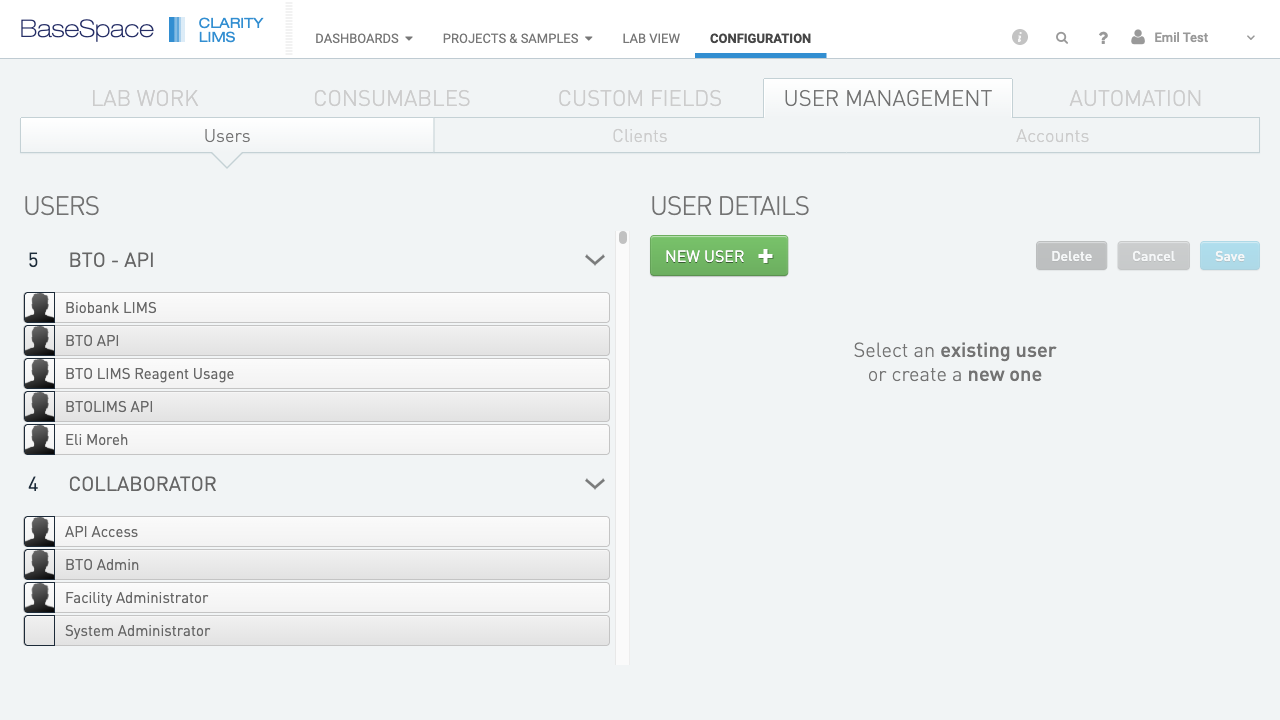 BaseSpace
CLARITY
LIMS
DASHBOARDS
PROJECTS & SAMPLES
LAB VIEW
CONFIGURATION
i
?
Emil Test
LAB WORK
CONSUMABLES
CUSTOM FIELDS
USER MANAGEMENT
AUTOMATION
Users
Clients
Accounts
USERS
5 BTO - API
Biobank LIMS
BTO API
BTO LIMS Reagent Usage
BTOLIMS API
Eli Moreh
4 COLLABORATOR
API Access
BTO Admin
Facility Administrator
System Administrator
USER DETAILS
NEW USER
Delete
Cancel
Save
Select an existing user
or create a new one